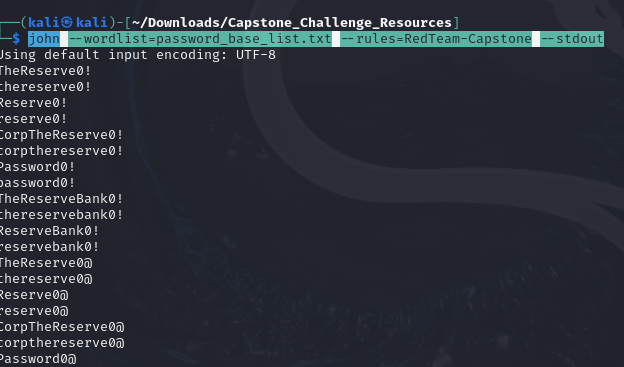 ──(kali㉿kali)-[~/Downloads/Capstone_Challenge_Resources]
─$ john --wordlist=password_base_list.txt --rules=RedTeam-Capstone --stdout
Using default input encoding: UTF-8
TheReserve0!
thereserve0!
Reserve0!
reserve0!
CorpTheReserve0!
corpthereserve0!
Password0!
password0!
TheReserveBank0!
thereservebank0!
ReserveBank0!
reservebank0!
TheReserve0@
thereserve0@
Reserve0@
reserve0@
CorpTheReserve0@
corpthereserve0@
Password0@